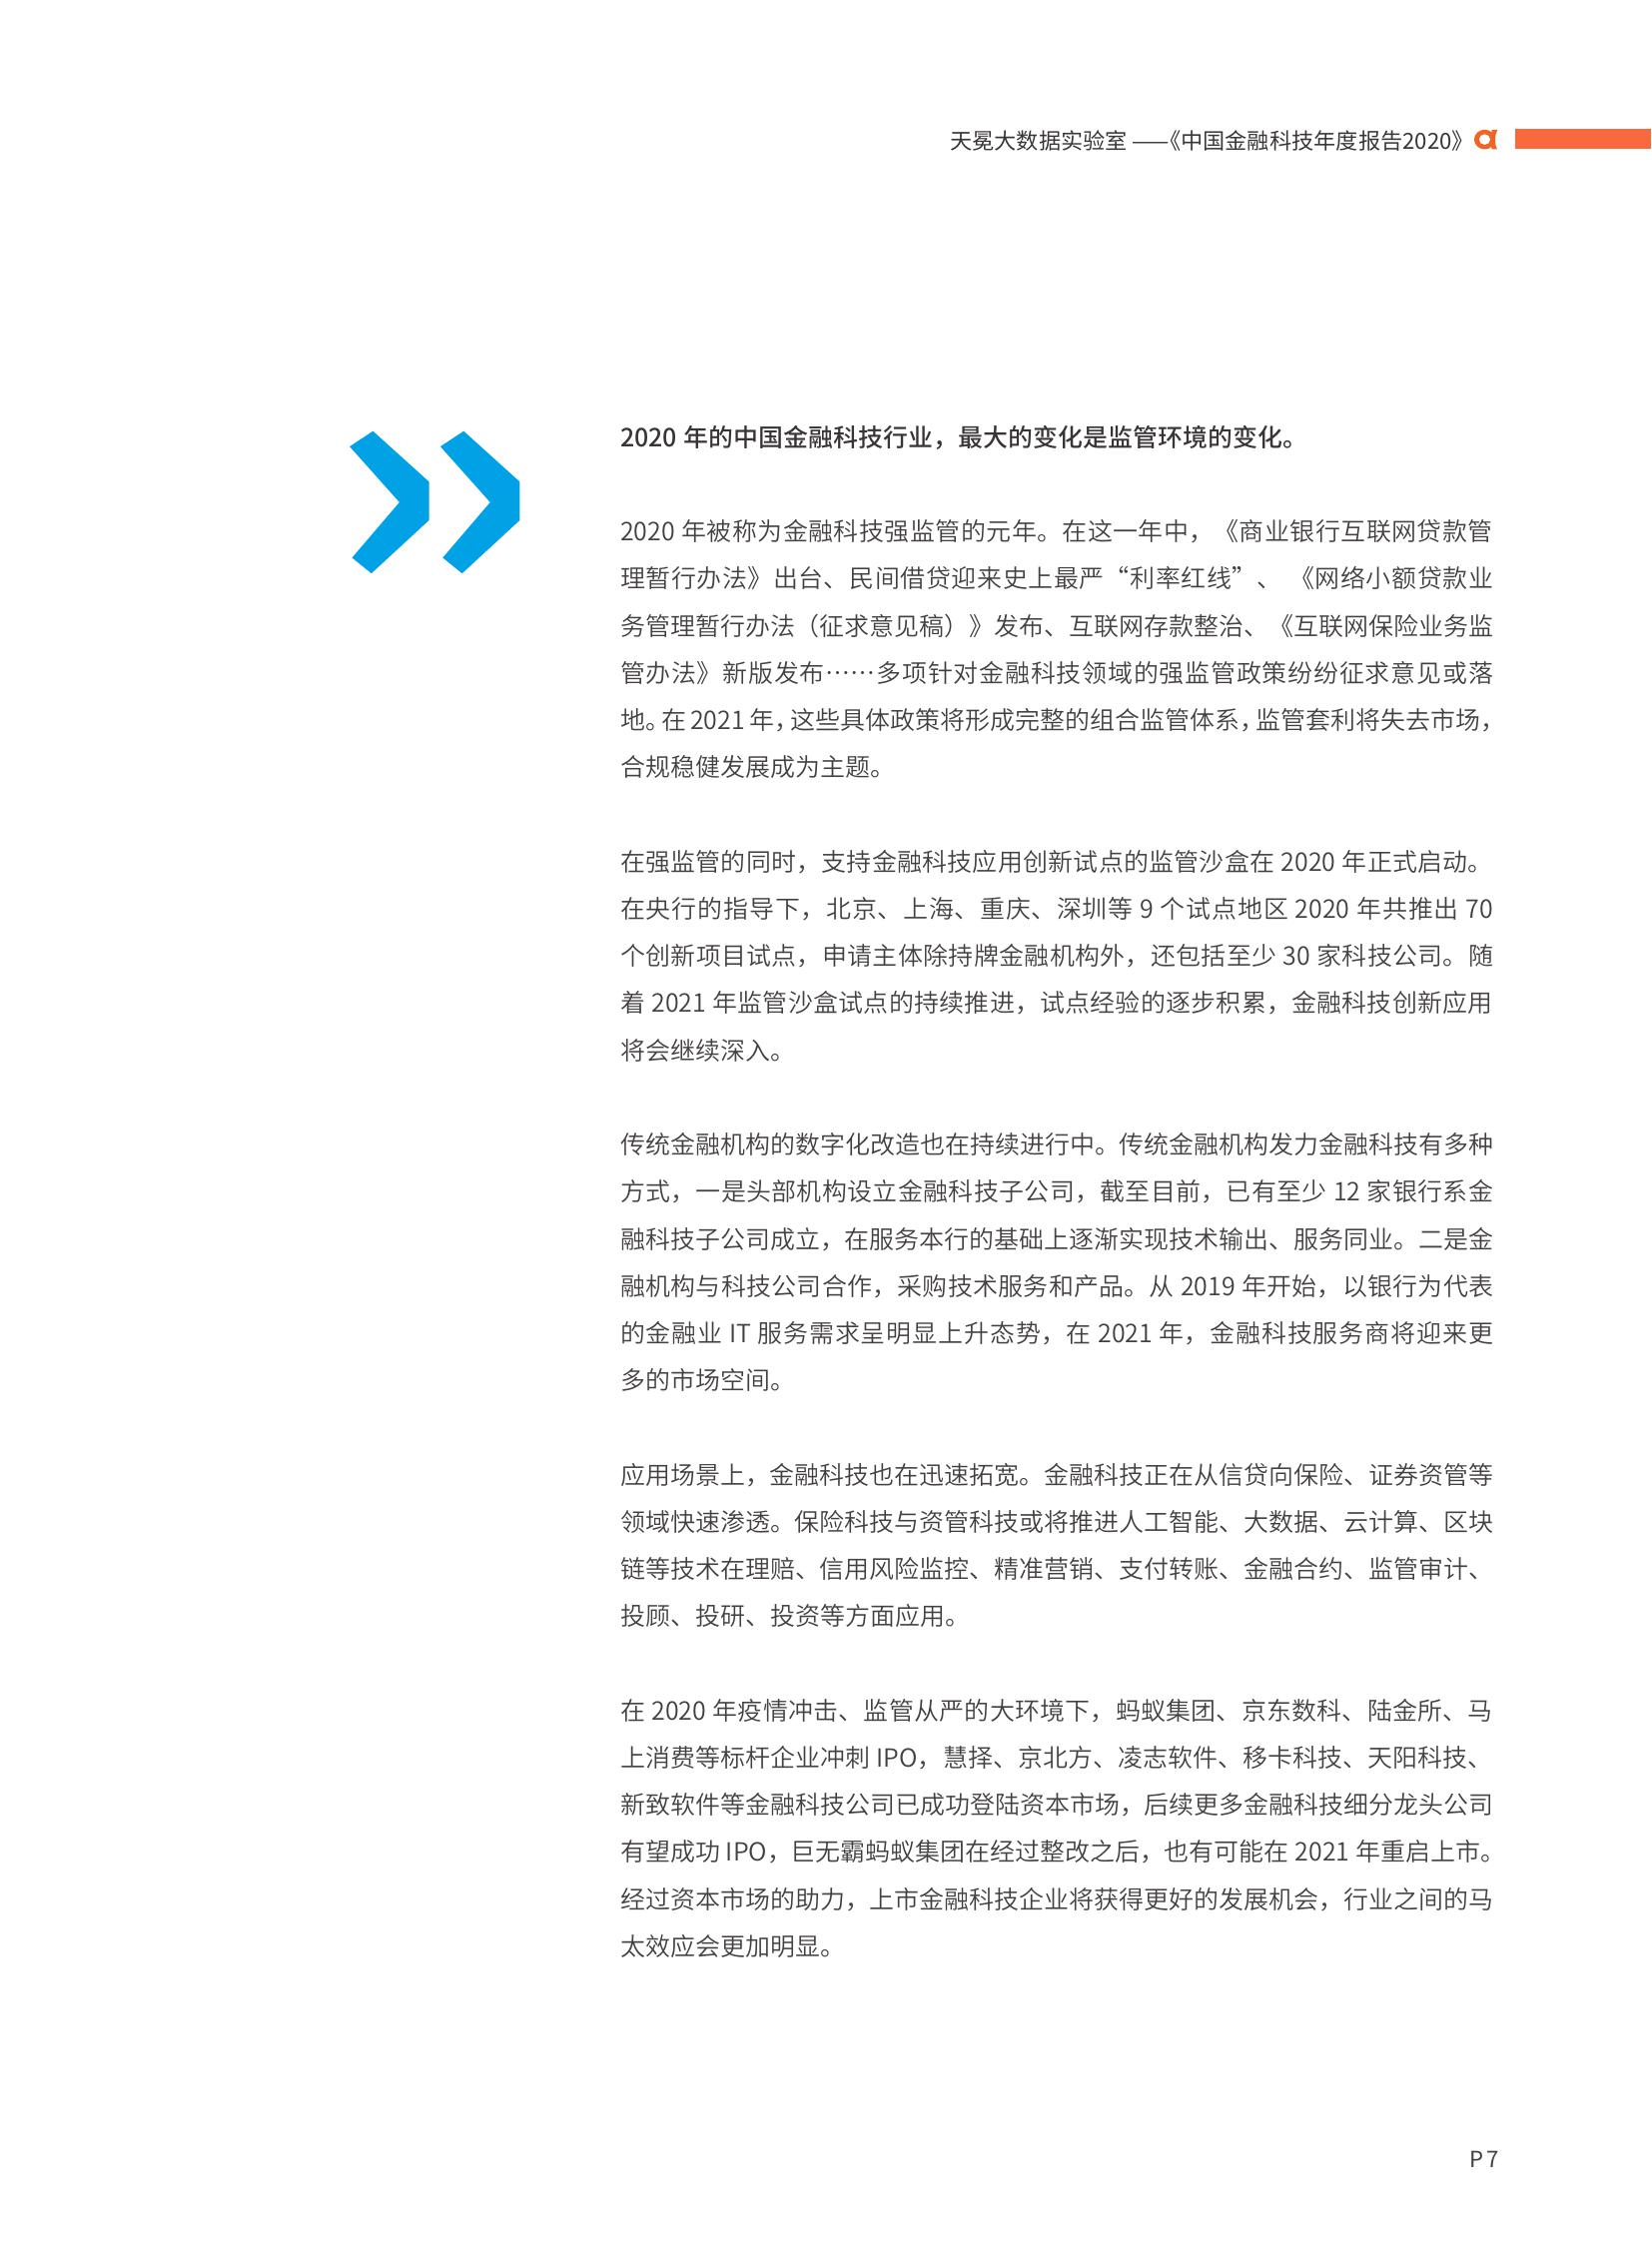 天冕大数据实验室 ——《中国金融科技年度报告2020》
2020 年的中国金融科技行业，最大的变化是监管环境的变化。
2020 年被称为金融科技强监管的元年。在这一年中，《商业银行互联网贷款管
理暂行办法》出台、民间借贷迎来史上最严“利率红线”、 《网络小额贷款业
务管理暂行办法（征求意见稿）》发布、互联网存款整治、《互联网保险业务监
管办法》新版发布……多项针对金融科技领域的强监管政策纷纷征求意见或落
地。在 2021 年，这些具体政策将形成完整的组合监管体系，监管套利将失去市场，
合规稳健发展成为主题。
在强监管的同时，支持金融科技应用创新试点的监管沙盒在 2020 年正式启动。
在央行的指导下，北京、上海、重庆、深圳等 9 个试点地区 2020 年共推出 70
个创新项目试点，申请主体除持牌金融机构外，还包括至少 30 家科技公司。随
着 2021 年监管沙盒试点的持续推进，试点经验的逐步积累，金融科技创新应用
将会继续深入。
传统金融机构的数字化改造也在持续进行中。传统金融机构发力金融科技有多种
方式，一是头部机构设立金融科技子公司，截至目前，已有至少 12 家银行系金
融科技子公司成立，在服务本行的基础上逐渐实现技术输出、服务同业。二是金
融机构与科技公司合作，采购技术服务和产品。从 2019 年开始，以银行为代表
的金融业 IT 服务需求呈明显上升态势，在 2021 年，金融科技服务商将迎来更
多的市场空间。
应用场景上，金融科技也在迅速拓宽。金融科技正在从信贷向保险、证券资管等
领域快速渗透。保险科技与资管科技或将推进人工智能、大数据、云计算、区块
链等技术在理赔、信用风险监控、精准营销、支付转账、金融合约、监管审计、
投顾、投研、投资等方面应用。
在 2020 年疫情冲击、监管从严的大环境下，蚂蚁集团、京东数科、陆金所、马
上消费等标杆企业冲刺 IPO，慧择、京北方、凌志软件、移卡科技、天阳科技、
新致软件等金融科技公司已成功登陆资本市场，后续更多金融科技细分龙头公司
有望成功 IPO，巨无霸蚂蚁集团在经过整改之后，也有可能在 2021 年重启上市。
经过资本市场的助力，上市金融科技企业将获得更好的发展机会，行业之间的马
太效应会更加明显。
P7